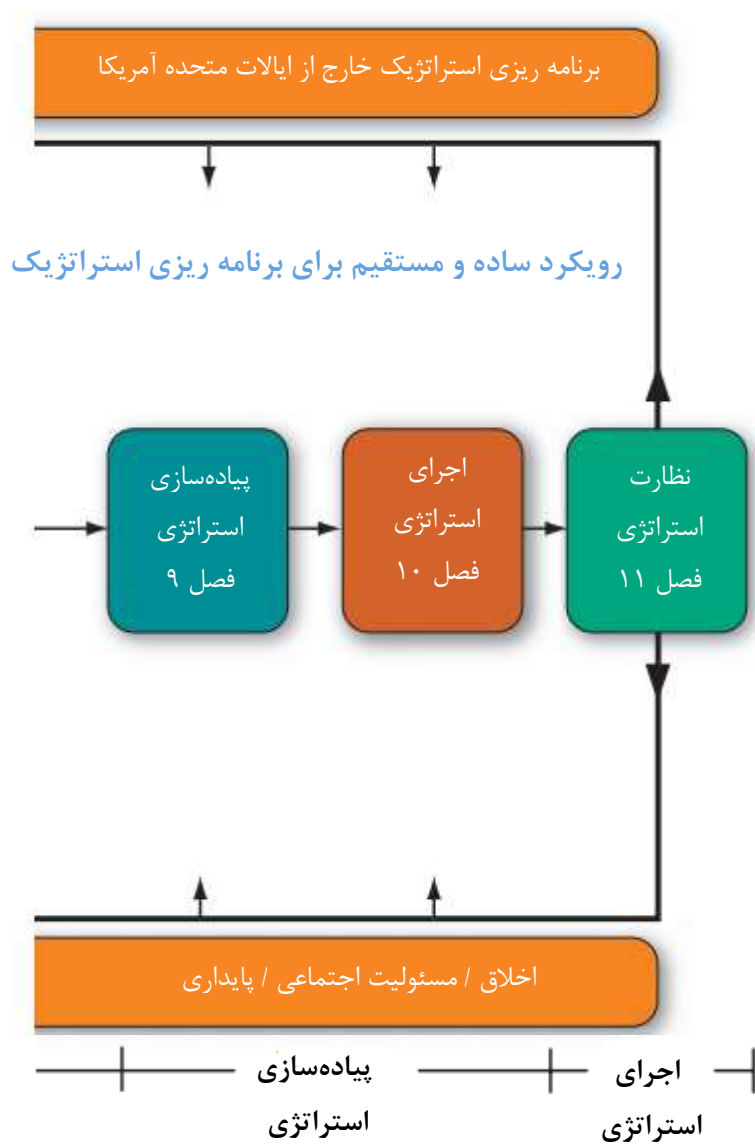 برنامه ریزی استراتژیک خارج از ایالات متحده آمریکا
رویکرد ساده و مستقیم برای برنامه ریزی استراتژیک
پیاده‌سازی
استراتژی
فصل ۹
اجرای
استراتژی
فصل ۱۰
نظارت
استراتژی
فصل ۱۱
اخلاق / مسئولیت اجتماعی / پایداری
پیاده‌سازی
استراتژی
اجرای
استراتژی